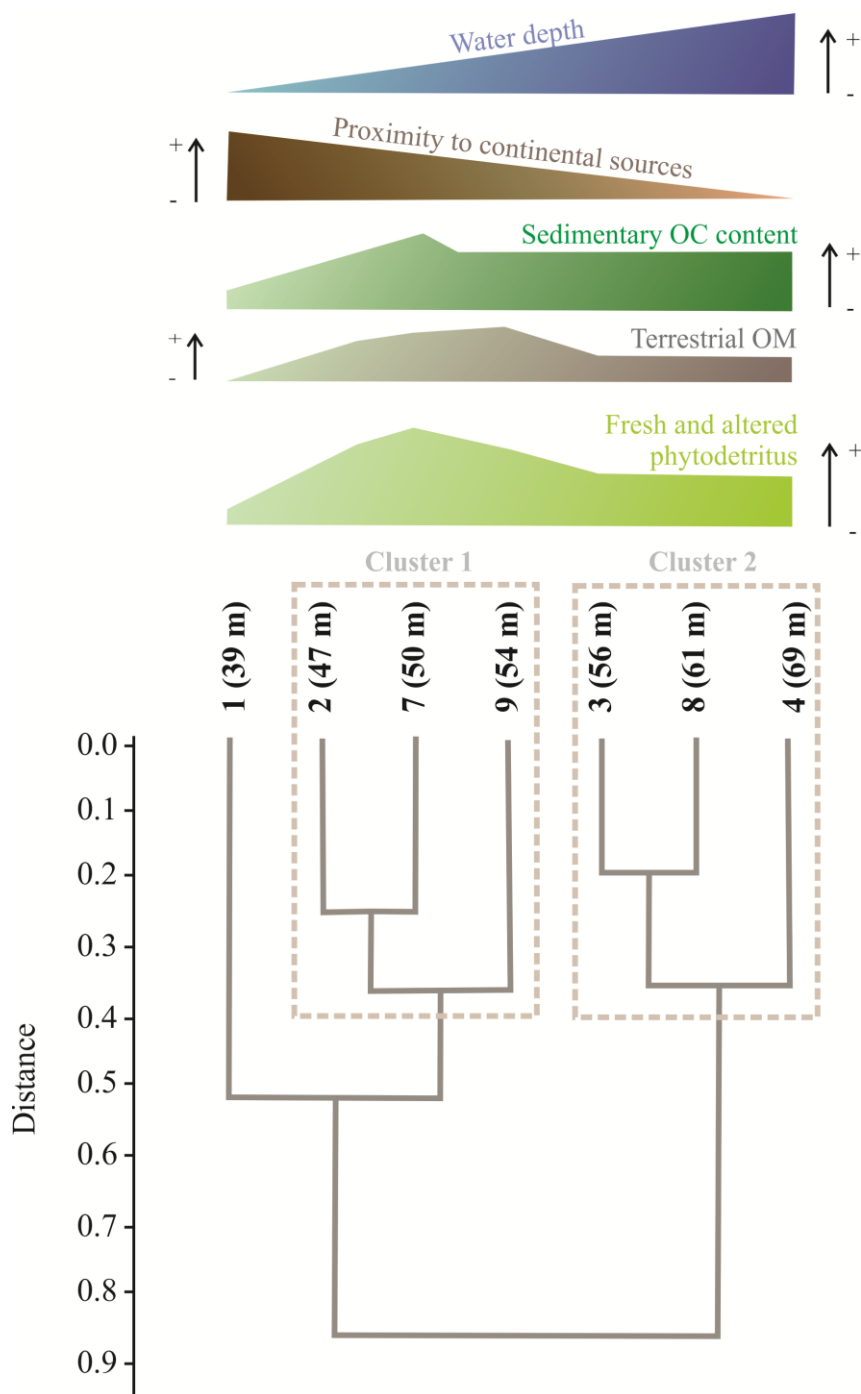 Water depth
+
-
Proximity to continental sources
+
-
Sedimentary OC content
+
-
Terrestrial OM
+
-
Fresh and altered
phytodetritus
+
-
Cluster 1
Cluster 2
1 (39 m)
2 (47 m)
7 (50 m)
9 (54 m)
3 (56 m)
8 (61 m)
4 (69 m)
Distance
0.0
0.1
0.2
0.3
0.4
0.5
0.6
0.7
0.8
0.9